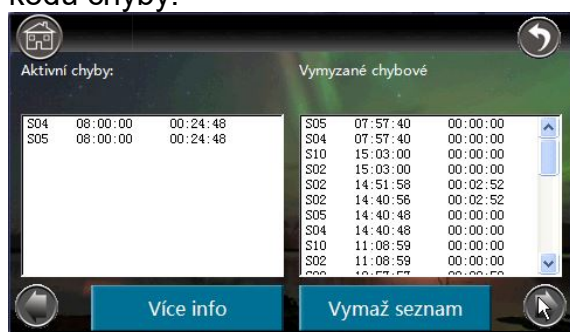 kódu chyby.
Aktivní chyby:
Vymyzané chybové
S04 08:00:00 00:24:48
S05 08:00:00 00:24:48
S05 07:57:40 00:00:00
S04 07:57:40 00:00:00
S10 15:03:00 00:00:00
S02 15:03:00 00:00:00
S02 14:51:58 00:02:52
S02 14:40:56 00:02:52
S05 14:40:48 00:00:00
S04 14:40:48 00:00:00
S10 11:08:59 00:00:00
S02 11:08:59 00:00:00
Více info
Vymaž seznam